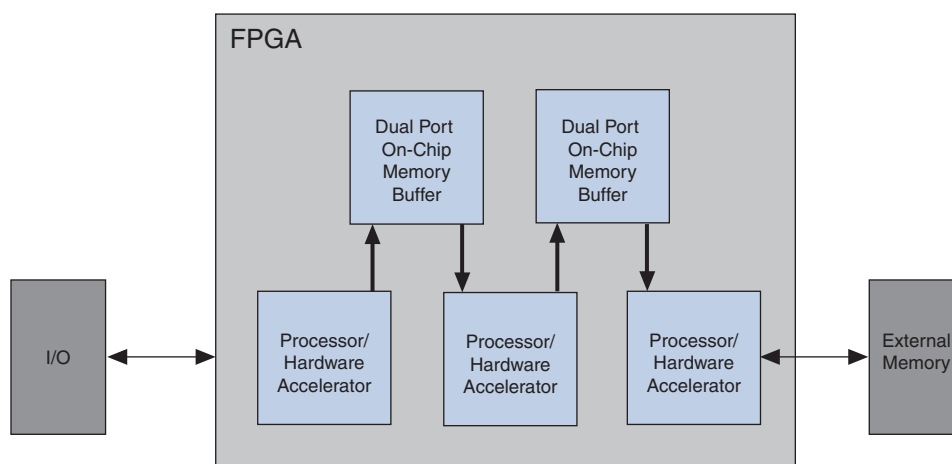 FPGA
Dual Port
On-Chip
Memory
Buffer
Dual Port
On-Chip
Memory
Buffer
I/O
Processor/
Hardware
Accelerator
Processor/
Hardware
Accelerator
Processor/
Hardware
Accelerator
External
Memory